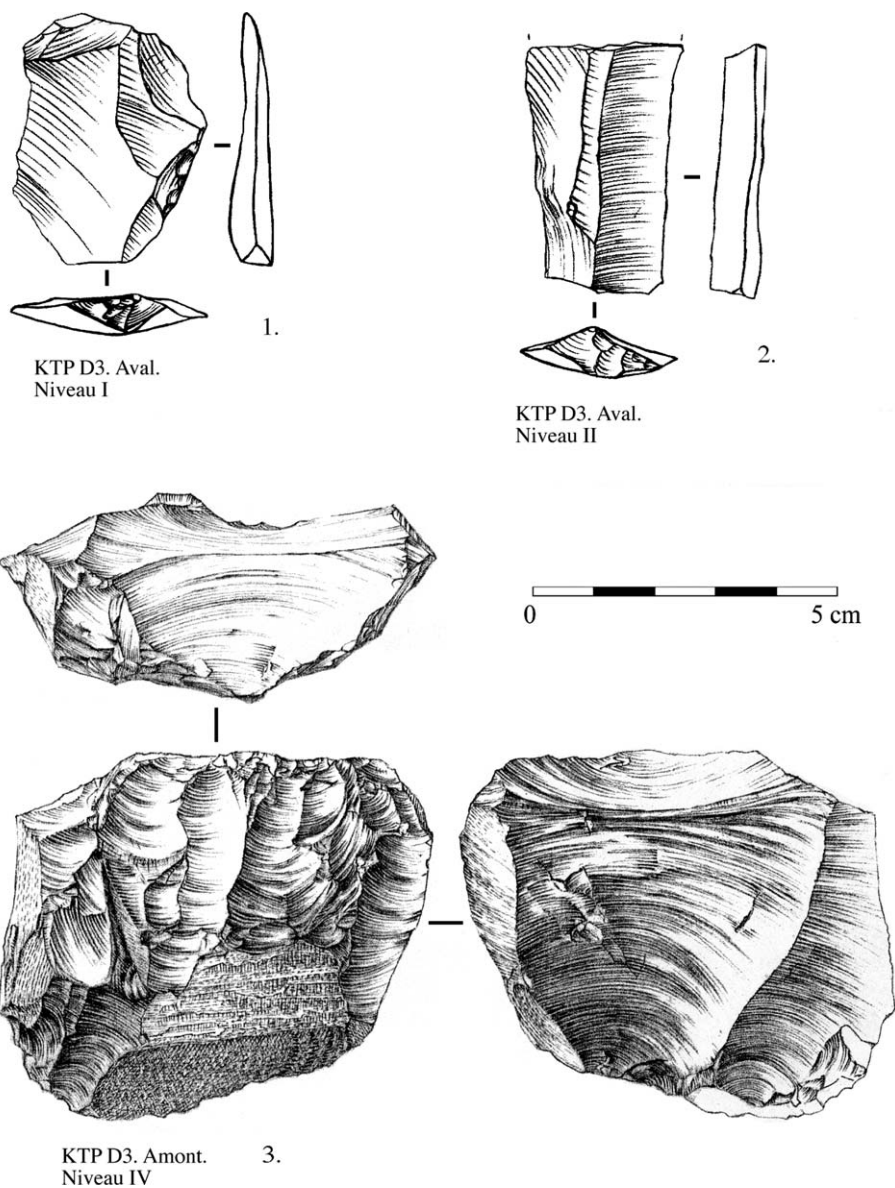 1.
KTP D3. Aval.
Niveau I
2.
KTP D3. Aval.
Niveau II
0 5 cm
KTP D3. Amont. 3.
Niveau IV